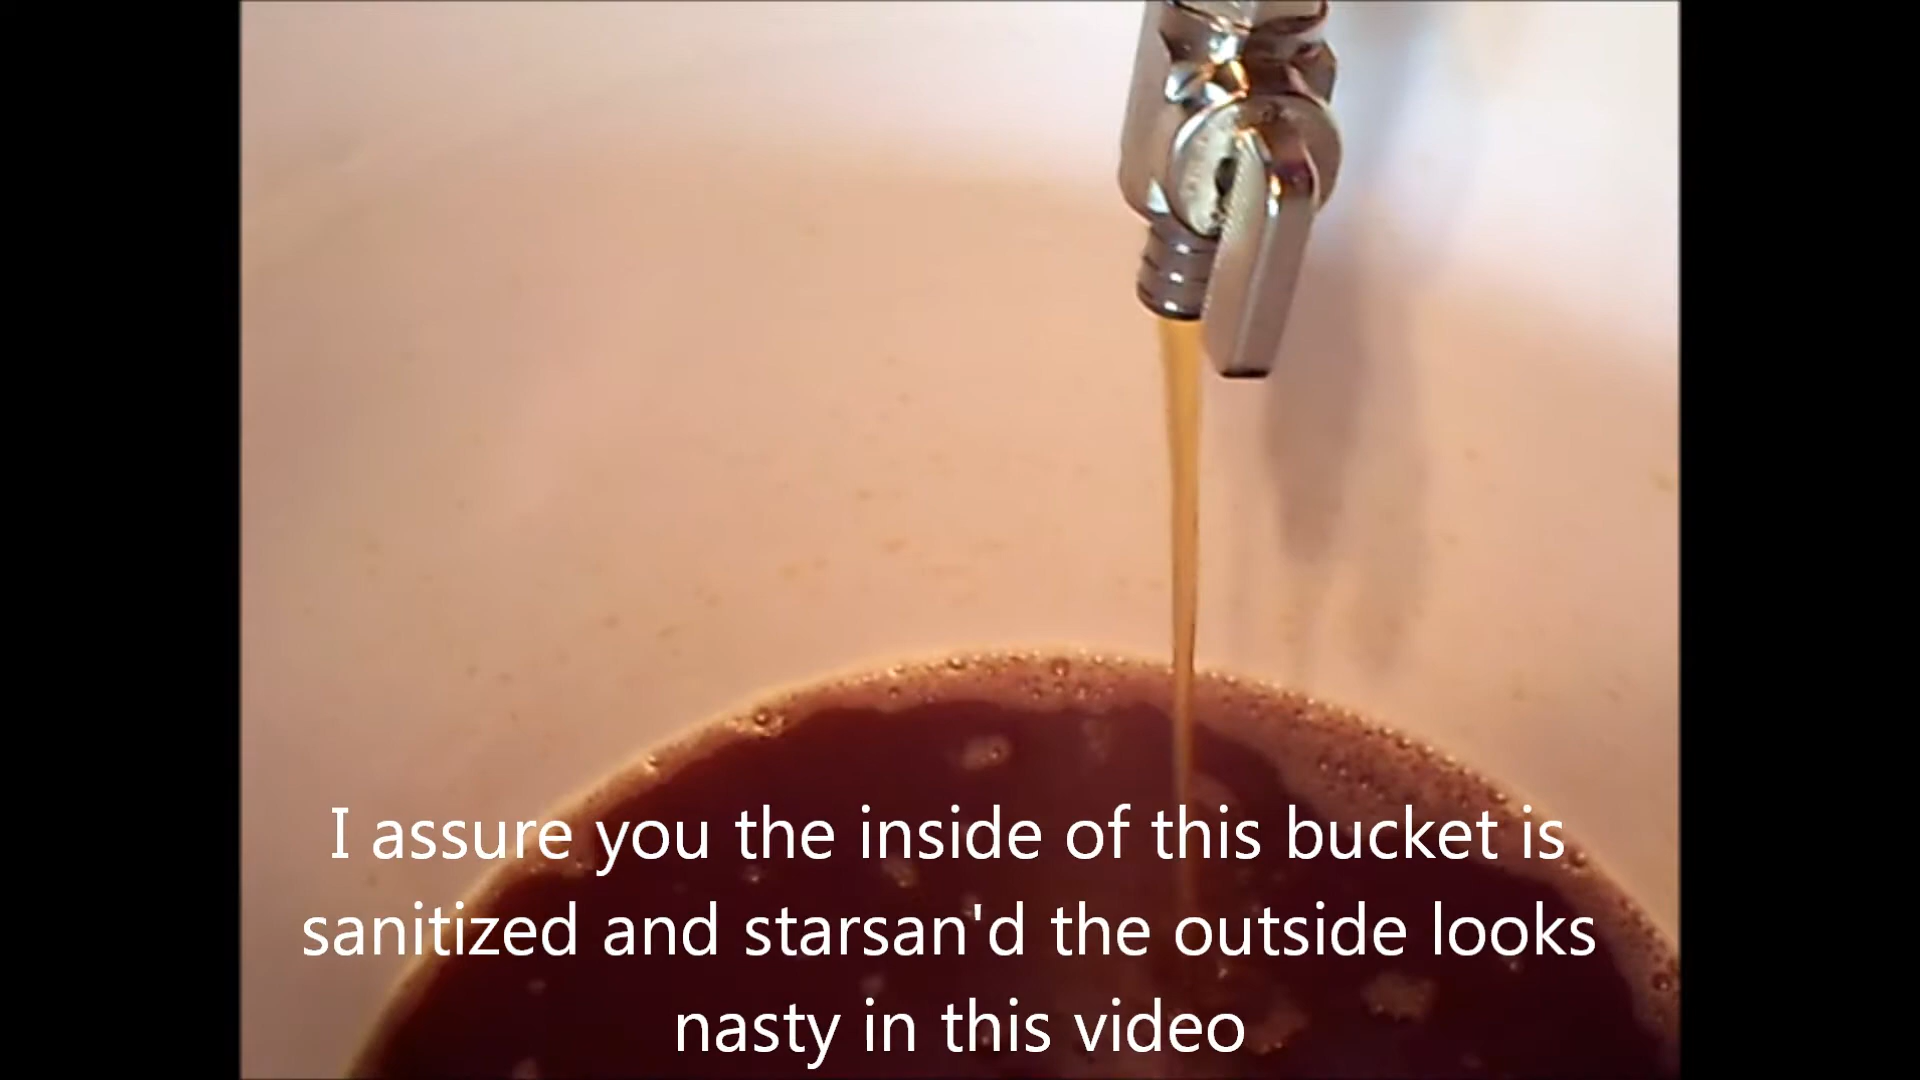 I assure you the inside of this bucket is
sanitized and starsan'd the outside looks
nasty in this video